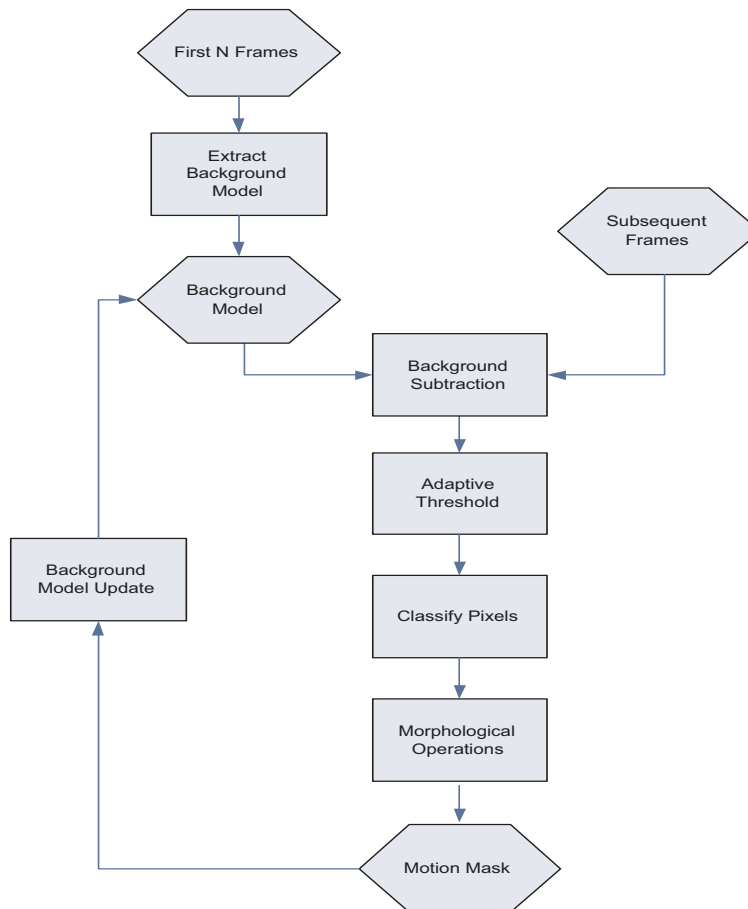 First N Frames
Extract
Background
Model
Subsequent
Frames
Background
Model
Background
Subtraction
Adaptive
Threshold
Background
Model Update
Classify Pixels
Morphological
Operations
Motion Mask